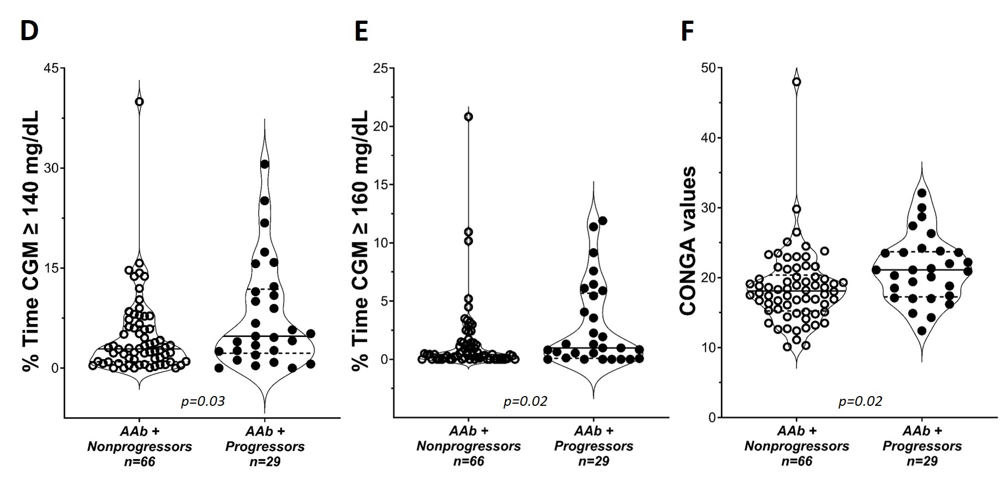 D
% Time CGM ≥ 140 mg/dL
45
30
15
0
p=0.03
AAb +
Nonprogressors
n=66
AAb +
Progressors
n=29
E
% Time CGM ≥ 160 mg/dL
25
20
15
10
5
0
p=0.02
AAb +
Nonprogressors
n=66
AAb +
Progressors
n=29
F
CONGA values
50
40
30
20
10
0
p=0.02
AAb +
Nonprogressors
n=66
AAb +
Progressors
n=29